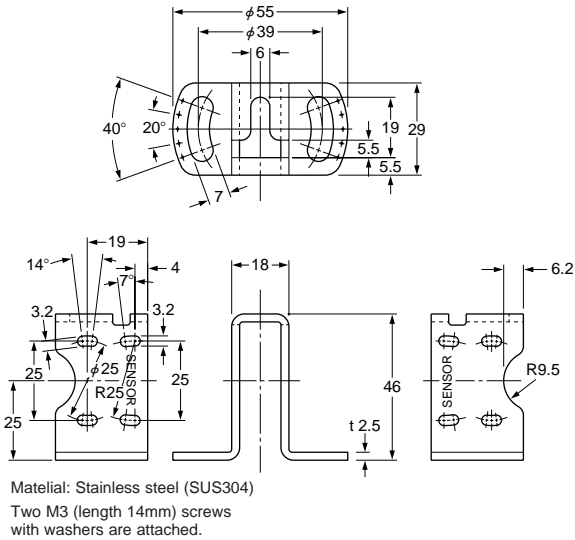 φ55
φ39
6
40°
20°
19
29
5.5
5.5
7
19
4
14°
7°
3.2
3.2
18
6.2
φ25
R25
SENSOR
25
25
25
46
t 2.5
SENSOR
R9.5
Matelial: Stainless steel (SUS304)
Two M3 (length 14mm) screws
with washers are attached.